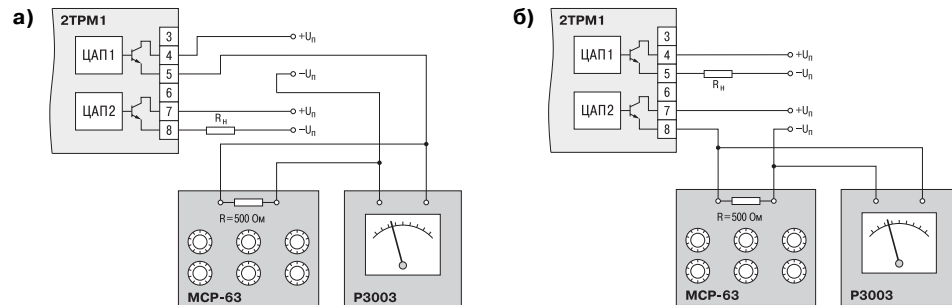 а)
2ТРМ1
ЦАП1
3
4
5
6
7
8
ЦАП2
+Uп
−Uп
+Uп
Rн
−Uп
R=500 Ом
МСР-63
Р3003
б)
2ТРМ1
ЦАП1
3
4
5
6
7
8
ЦАП2
+Uп
−Uп
Rн
+Uп
−Uп
R=500 Ом
МСР-63
Р3003